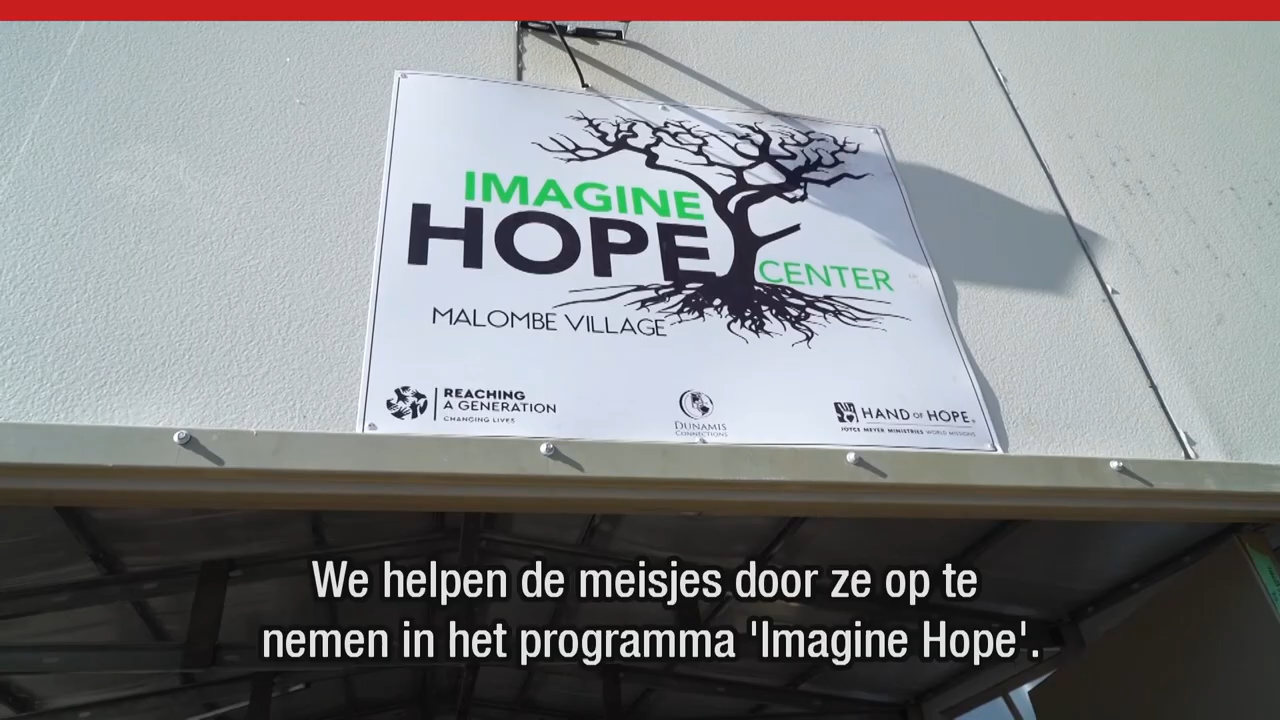 IMAGINE
HOPE
CENTER
MALOMBE VILLAGE
REACHING
A GENERATION
CHANGING LIVES
DUNAMIS
CONNECTIONS
HAND OF HOPE
JOYCE MEYER MINISTRIES WORLD MISSIONS
We helpen de meisjes door ze op te
nemen in het programma 'Imagine Hope'.